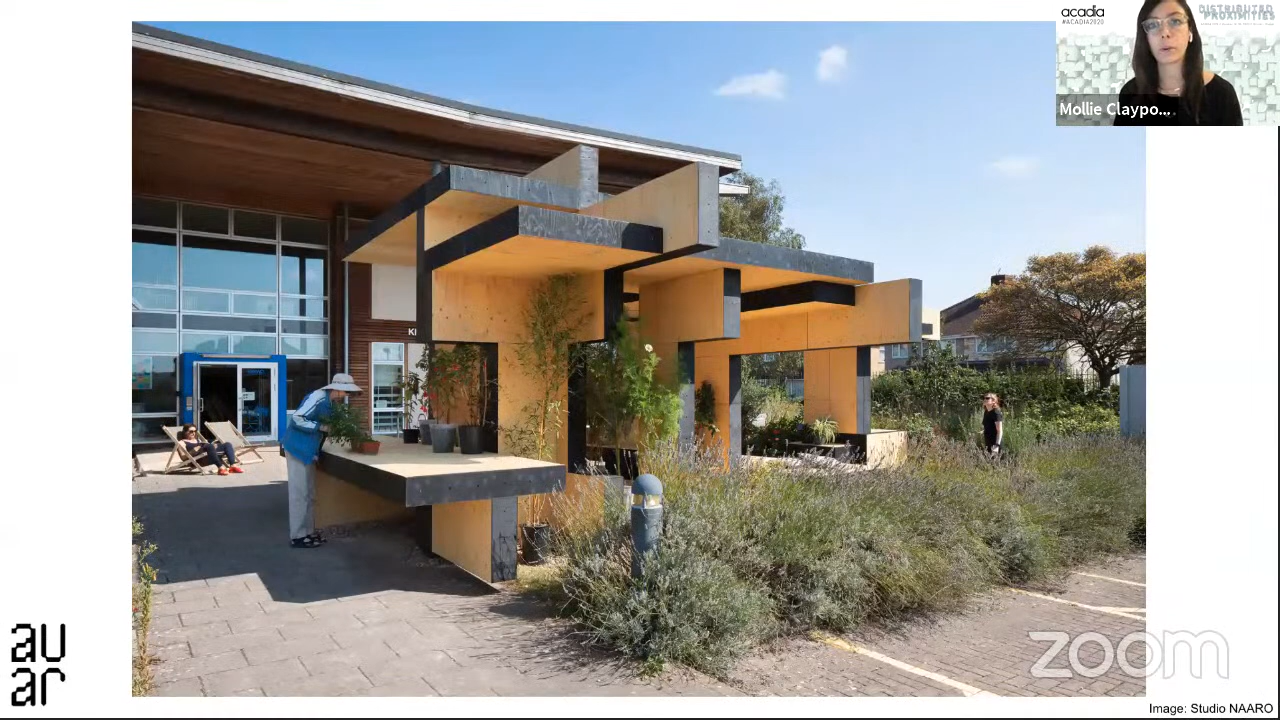 acadia
#ACADIA2020
DISTRIBUTED
PROXIMITIES
Mollie Claypo...
KI
au
ar
zoom
Image: Studio NAARO